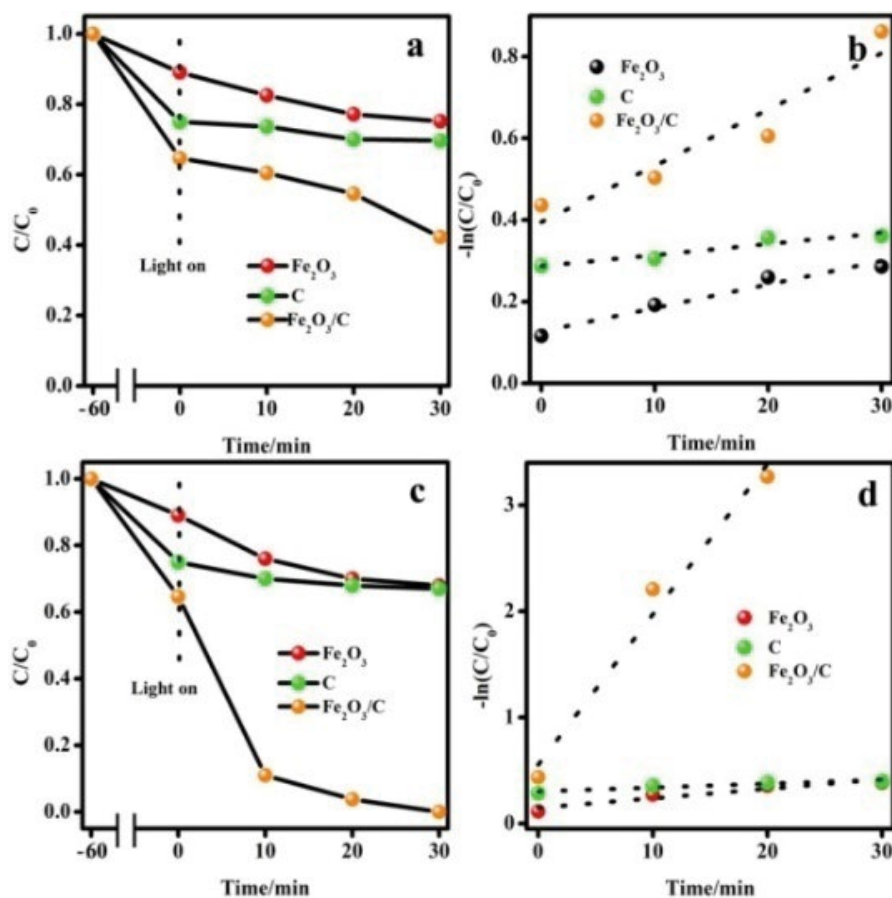 a
C/C₀
1.0
0.8
0.6
0.4
0.2
0.0
Light on
Fe₂O₃
C
Fe₂O₃/C
-60
0
10
20
30
Time/min
b
-ln(C/C₀)
0.8
0.6
0.4
0.2
0.0
Fe₂O₃
C
Fe₂O₃/C
0
10
20
30
Time/min
c
C/C₀
1.0
0.8
0.6
0.4
0.2
0.0
Light on
Fe₂O₃
C
Fe₂O₃/C
-60
0
10
20
30
Time/min
d
-ln(C/C₀)
3
2
1
0
Fe₂O₃
C
Fe₂O₃/C
0
10
20
30
Time/min